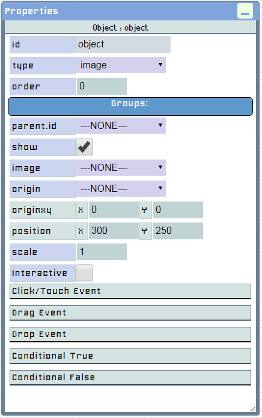 Properties
Object : object
id object
type image
order 0
Groups:
parent.id ---NONE---
show
image ---NONE---
origin ---NONE---
originxy X 0 Y 0
position X 300 Y 250
scale 1
Interactive
Click/Touch Event
Drag Event
Drop Event
Conditional True
Conditional False